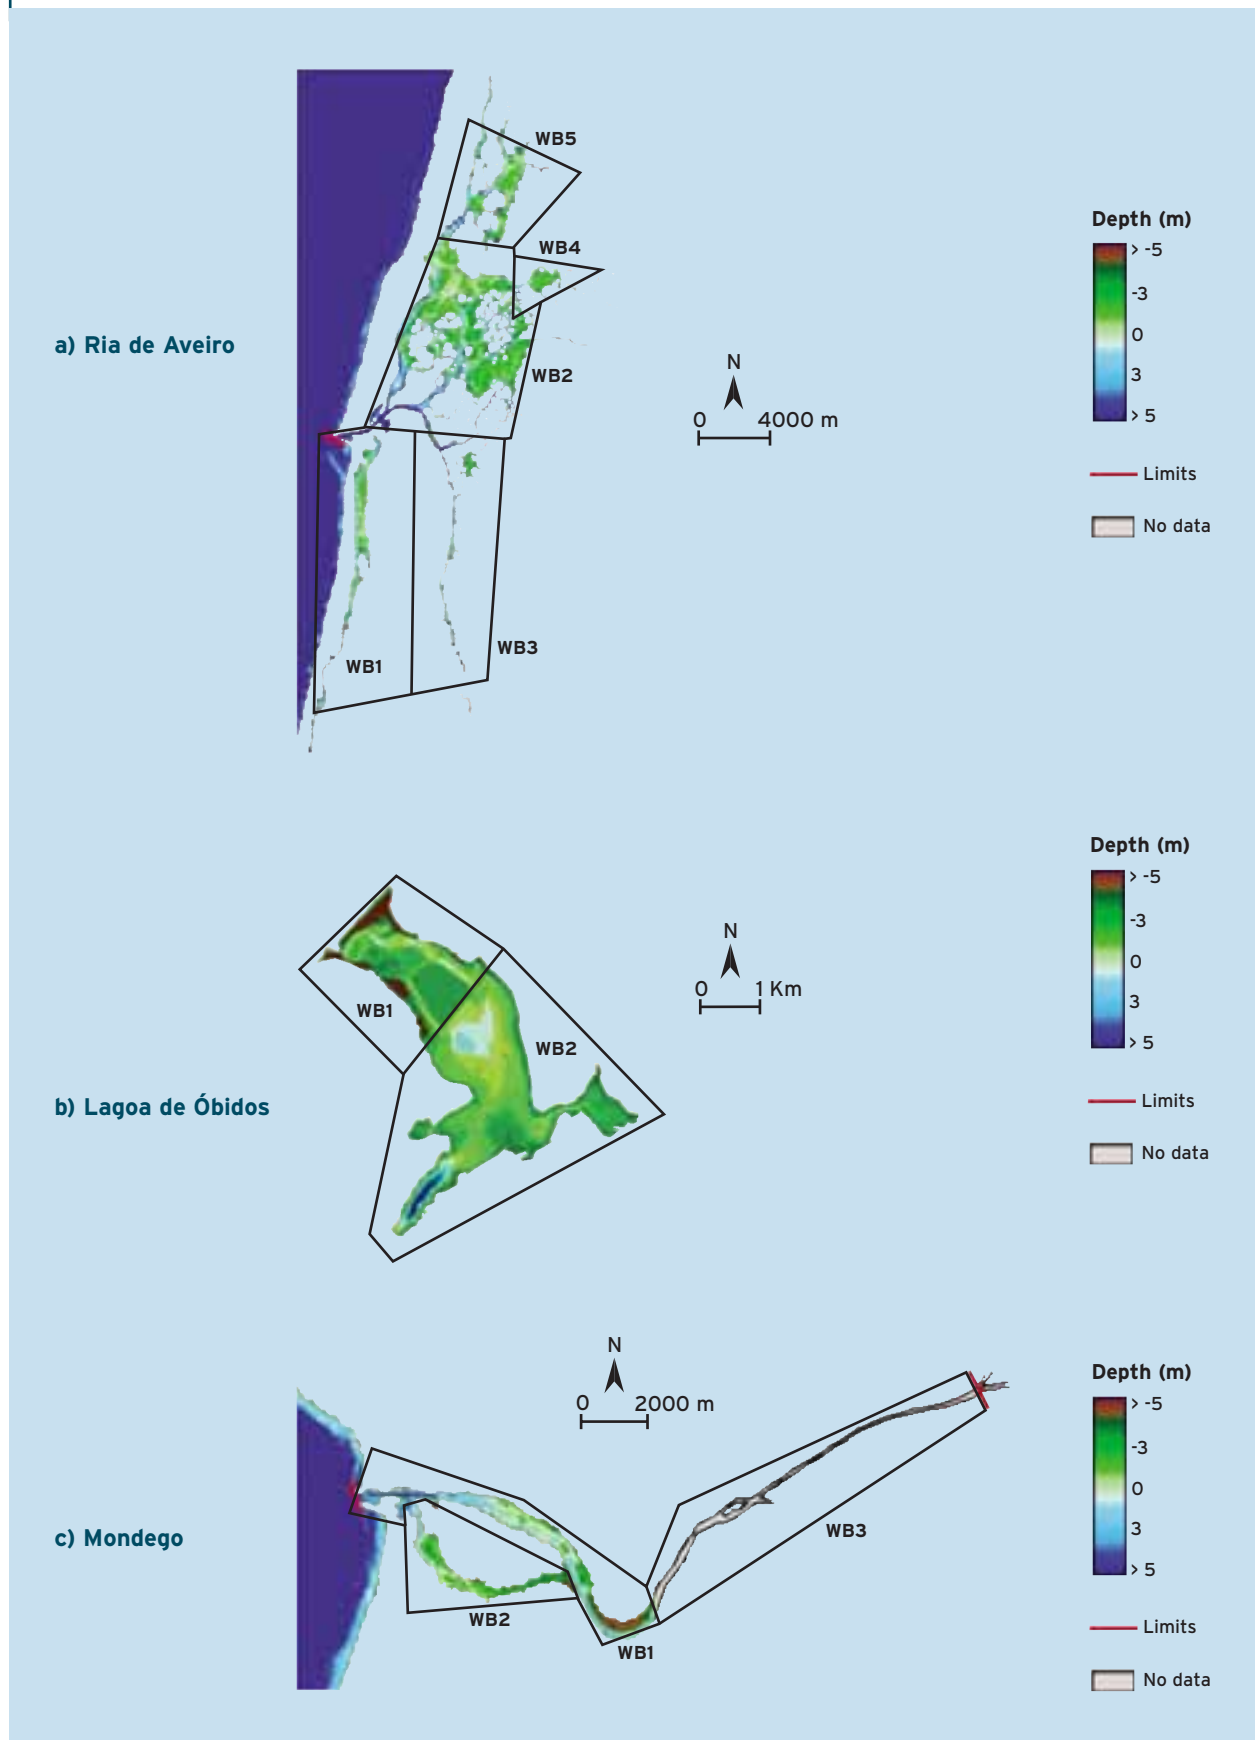 WB5
WB4
Depth (m)
> -5
-3
0
3
> 5
a) Ria de Aveiro
WB2
N
0 4000 m
Limits
No data
WB1
WB3
Depth (m)
> -5
-3
0
3
> 5
N
0 1 Km
WB1
WB2
b) Lagoa de Óbidos
Limits
No data
N
0 2000 m
Depth (m)
> -5
-3
0
3
> 5
c) Mondego
WB3
WB2
WB1
Limits
No data